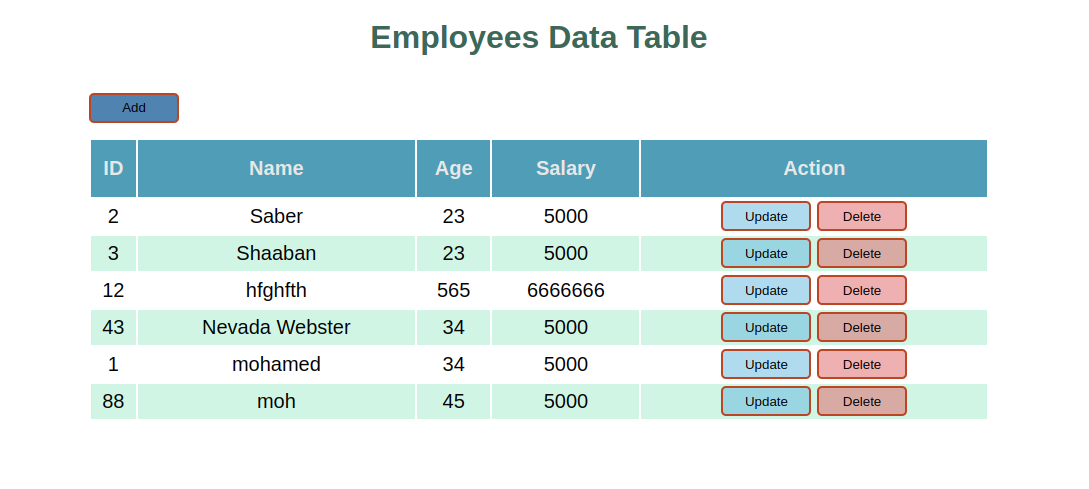 Employees Data Table
Add
ID Name Age Salary Action
2 Saber 23 5000 Update Delete
3 Shaaban 23 5000 Update Delete
12 hfghfth 565 6666666 Update Delete
43 Nevada Webster 34 5000 Update Delete
1 mohamed 34 5000 Update Delete
88 moh 45 5000 Update Delete